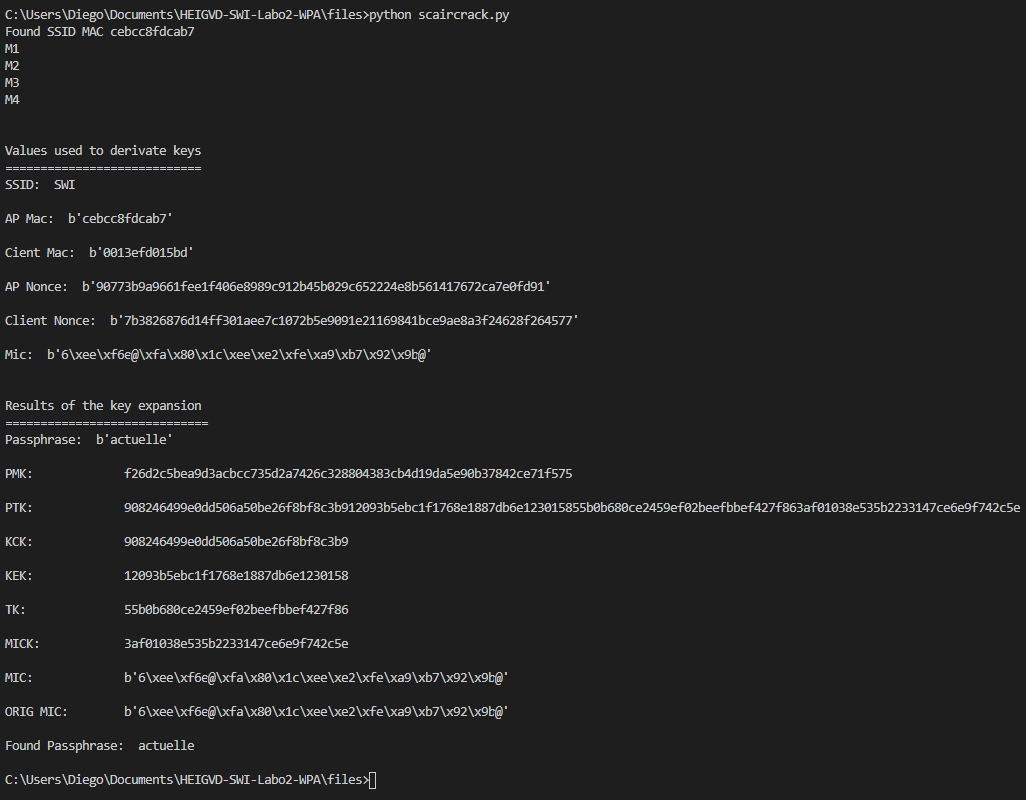 C:\Users\Diego\Documents\HEIGVD-SWI-Labo2-WPA\files>python scaircrack.py
Found SSID MAC cebcc8fdcab7
M1
M2
M3
M4
Values used to derivate keys
============================
SSID:  SWI
AP Mac:  b'cebcc8fdcab7'
Cient Mac:  b'0013efd015bd'
AP Nonce:  b'90773b9a9661fee1f406e8989c912b45b029c652224e8b561417672ca7e0fd91'
Client Nonce:  b'7b3826876d14ff301aee7c1072b5e9091e21169841bce9ae8a3f24628f264577'
Mic:  b'6\xee\xf6e@\xfa\x80\x1c\xee\xe2\xfe\xa9\xb7\x92\x9b@'
Results of the key expansion
=============================
Passphrase:  b'actuelle'
PMK:             f26d2c5bea9d3acbcc735d2a7426c328804383cb4d19da5e90b37842ce71f575
PTK:             908246499e0dd506a50be26f8bf8c3b912093b5ebc1f1768e1887db6e123015855b0b680ce2459ef02beefbbef427f863af01038e535b2233147ce6e9f742c5e
KCK:             908246499e0dd506a50be26f8bf8c3b9
KEK:             12093b5ebc1f1768e1887db6e1230158
TK:              55b0b680ce2459ef02beefbbef427f86
MICK:            3af01038e535b2233147ce6e9f742c5e
MIC:             b'6\xee\xf6e@\xfa\x80\x1c\xee\xe2\xfe\xa9\xb7\x92\x9b@'
ORIG MIC:        b'6\xee\xf6e@\xfa\x80\x1c\xee\xe2\xfe\xa9\xb7\x92\x9b@'
Found Passphrase:  actuelle
C:\Users\Diego\Documents\HEIGVD-SWI-Labo2-WPA\files>